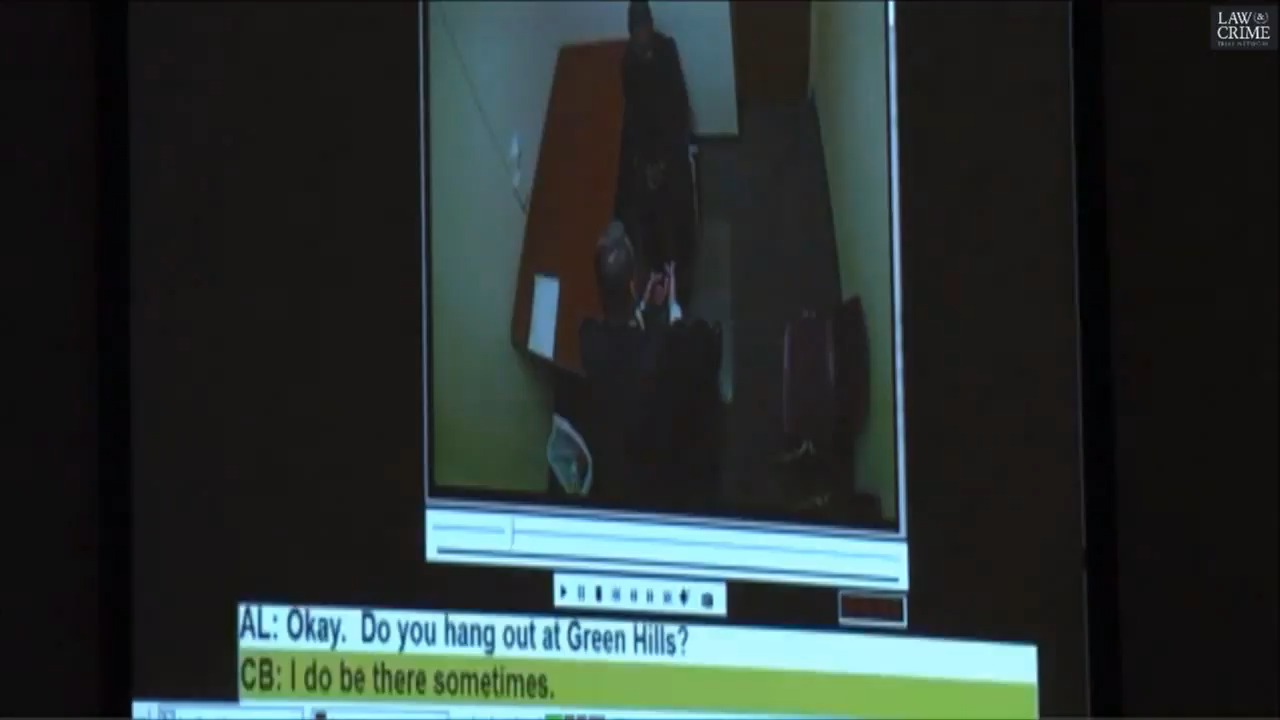 LAW & CRIME
AL: Okay. Do you hang out at Green Hills?
CB: I do be there sometimes.